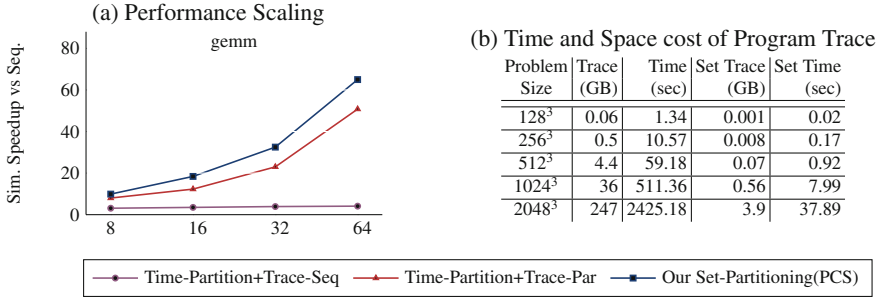 (a) Performance Scaling
gemm
Sim. Speedup vs Seq.
80
60
40
20
0
8 16 32 64
(b) Time and Space cost of Program Trace
Problem Trace Time Set Trace Set Time
Size (GB) (sec) (GB) (sec)
128³ 0.06 1.34 0.001 0.02
256³ 0.5 10.57 0.008 0.17
512³ 4.4 59.18 0.07 0.92
1024³ 36 511.36 0.56 7.99
2048³ 247 2425.18 3.9 37.89
Time-Partition+Trace-Seq Time-Partition+Trace-Par Our Set-Partitioning(PCS)